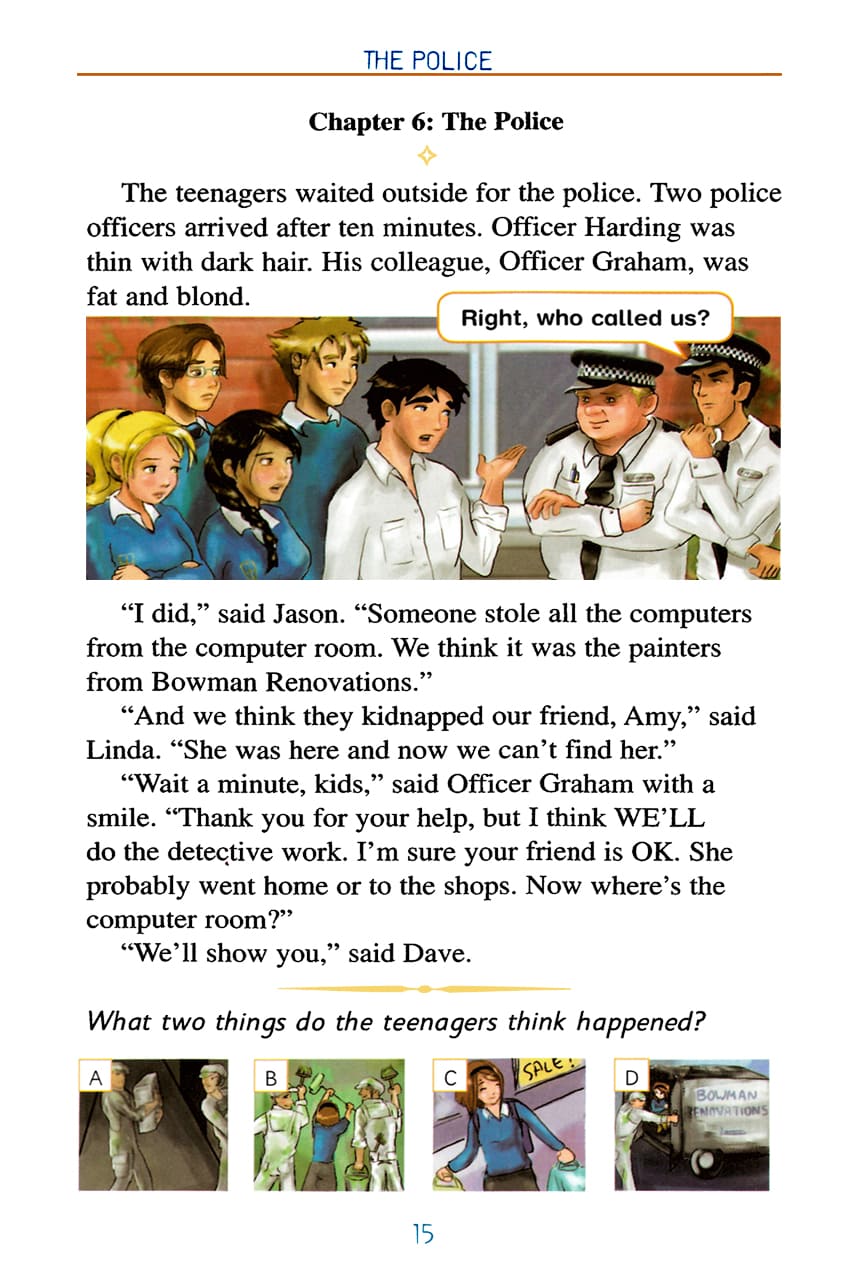 THE POLICE
Chapter 6: The Police
The teenagers waited outside for the police. Two police
officers arrived after ten minutes. Officer Harding was
thin with dark hair. His colleague, Officer Graham, was
fat and blond.
Right, who called us?
“I did,” said Jason. “Someone stole all the computers
from the computer room. We think it was the painters
from Bowman Renovations.”
“And we think they kidnapped our friend, Amy,” said
Linda. “She was here and now we can’t find her.”
“Wait a minute, kids,” said Officer Graham with a
smile. “Thank you for your help, but I think WE’LL
do the detective work. I’m sure your friend is OK. She
probably went home or to the shops. Now where’s the
computer room?”
“We’ll show you,” said Dave.
What two things do the teenagers think happened?
A
B
C
SALE!
D
BOWMAN
RENOVATIONS
15